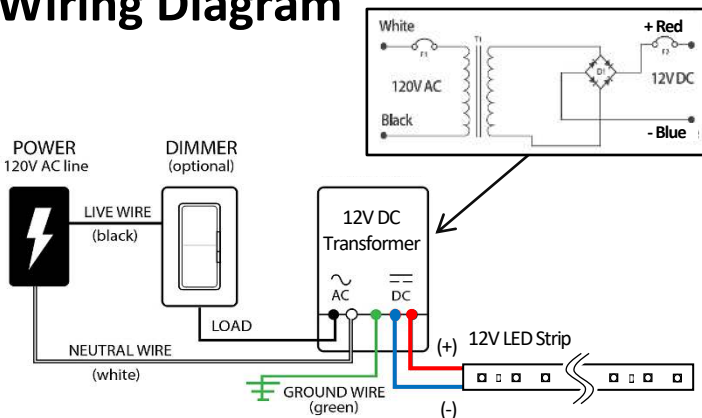 Wiring Diagram
White
T1
+ Red
F1
F2
120V AC
D1
12V DC
Black
- Blue
POWER
120V AC line
DIMMER
(optional)
LIVE WIRE
(black)
12V DC
Transformer
AC
DC
LOAD
NEUTRAL WIRE
(white)
GROUND WIRE
(green)
(+)
12V LED Strip
(-)